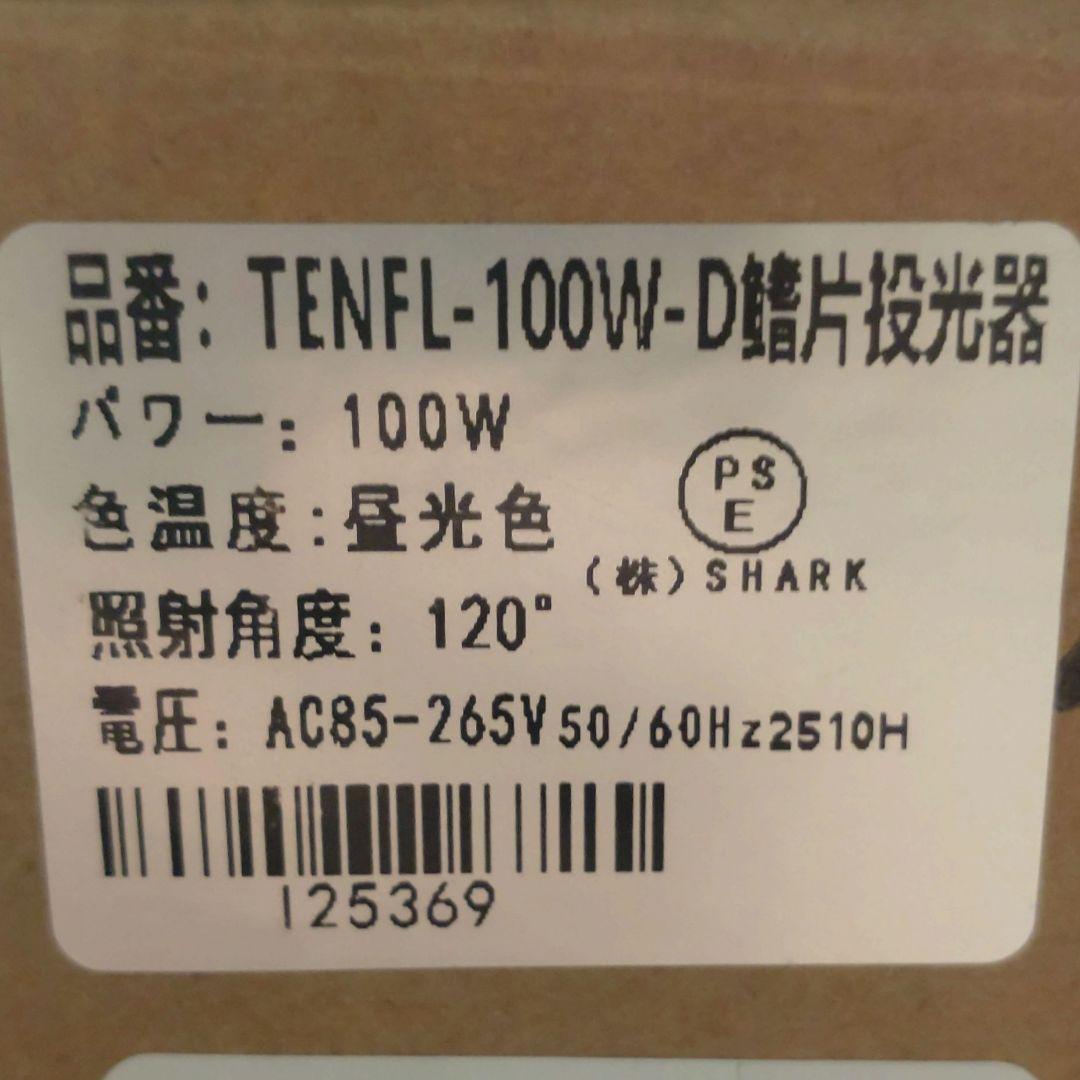 品番: TENFL-100W-D鰭片投光器
パワー: 100W
色温度:昼光色
PS
E
(株)SHARK
照射角度: 120°
電圧: AC85-265V50/60Hz2510H
125369